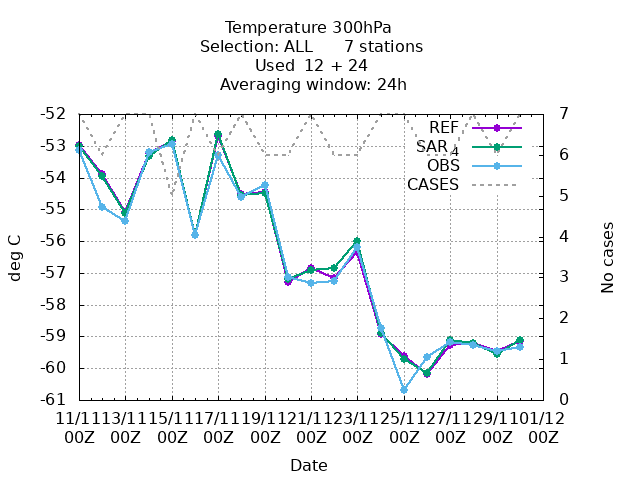 Temperature 300hPa
Selection: ALL 7 stations
Used 12 + 24
Averaging window: 24h
-52 7
REF
-53 SAR 4 6
OBS
-54 CASES
-55 5
-56 4
deg C No cases
-57 3
-58 2
-59 1
-60
-61 0
11/11 13/11 15/11 17/11 19/11 21/11 23/11 25/11 27/11 29/11 01/12
00Z 00Z 00Z 00Z 00Z 00Z 00Z 00Z 00Z 00Z 00Z
Date